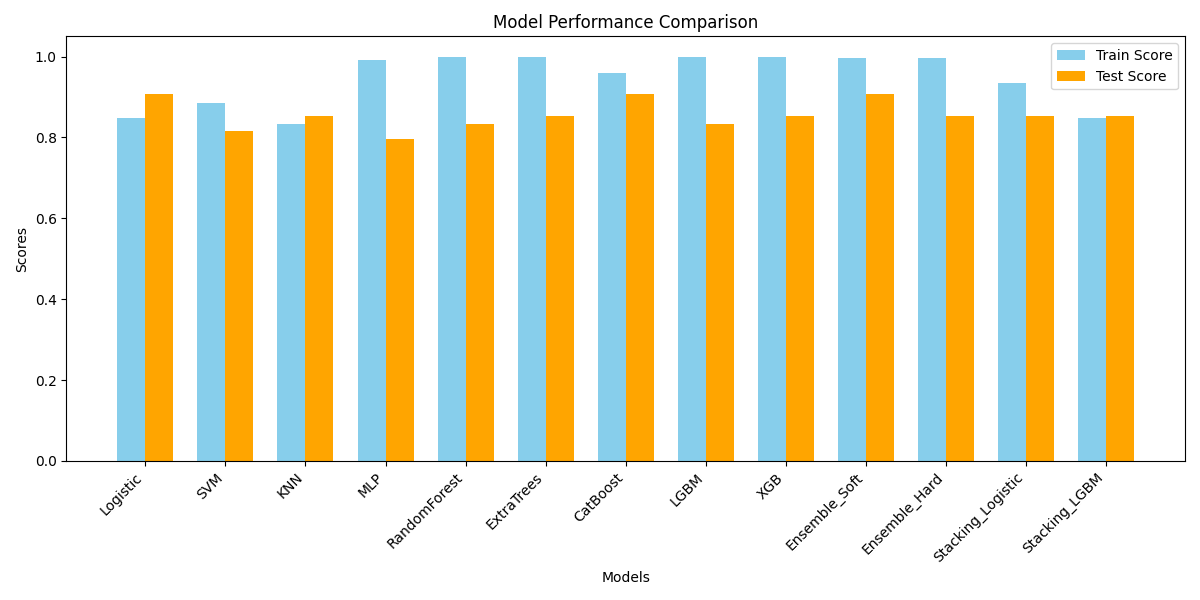 Model Performance Comparison
Train Score
Test Score
Scores
1.0
0.8
0.6
0.4
0.2
0.0
Logistic
SVM
KNN
MLP
RandomForest
ExtraTrees
CatBoost
LGBM
XGB
Ensemble_Soft
Ensemble_Hard
Stacking_Logistic
Stacking_LGBM
Models